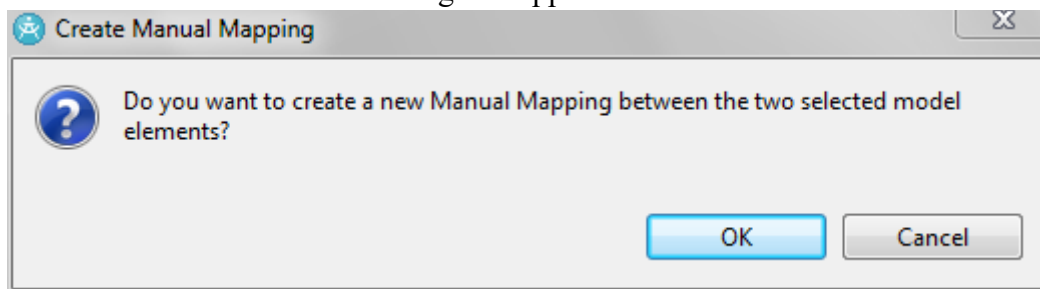 Create Manual Mapping
Do you want to create a new Manual Mapping between the two selected model
elements?
OK
Cancel